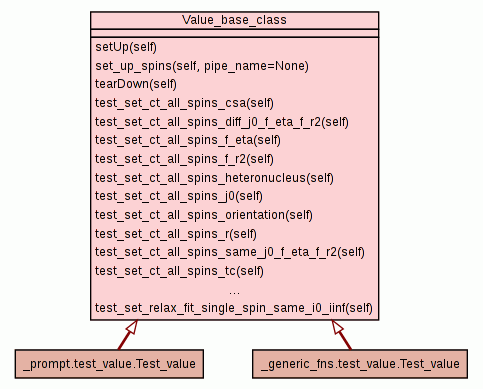 Value_base_class
setUp(self)
set_up_spins(self, pipe_name=None)
tearDown(self)
test_set_ct_all_spins_csa(self)
test_set_ct_all_spins_diff_j0_f_eta_f_r2(self)
test_set_ct_all_spins_f_eta(self)
test_set_ct_all_spins_f_r2(self)
test_set_ct_all_spins_heteronucleus(self)
test_set_ct_all_spins_j0(self)
test_set_ct_all_spins_orientation(self)
test_set_ct_all_spins_r(self)
test_set_ct_all_spins_same_j0_f_eta_f_r2(self)
test_set_ct_all_spins_tc(self)
...
test_set_relax_fit_single_spin_same_i0_iinf(self)
_prompt.test_value.Test_value
_generic_fns.test_value.Test_value